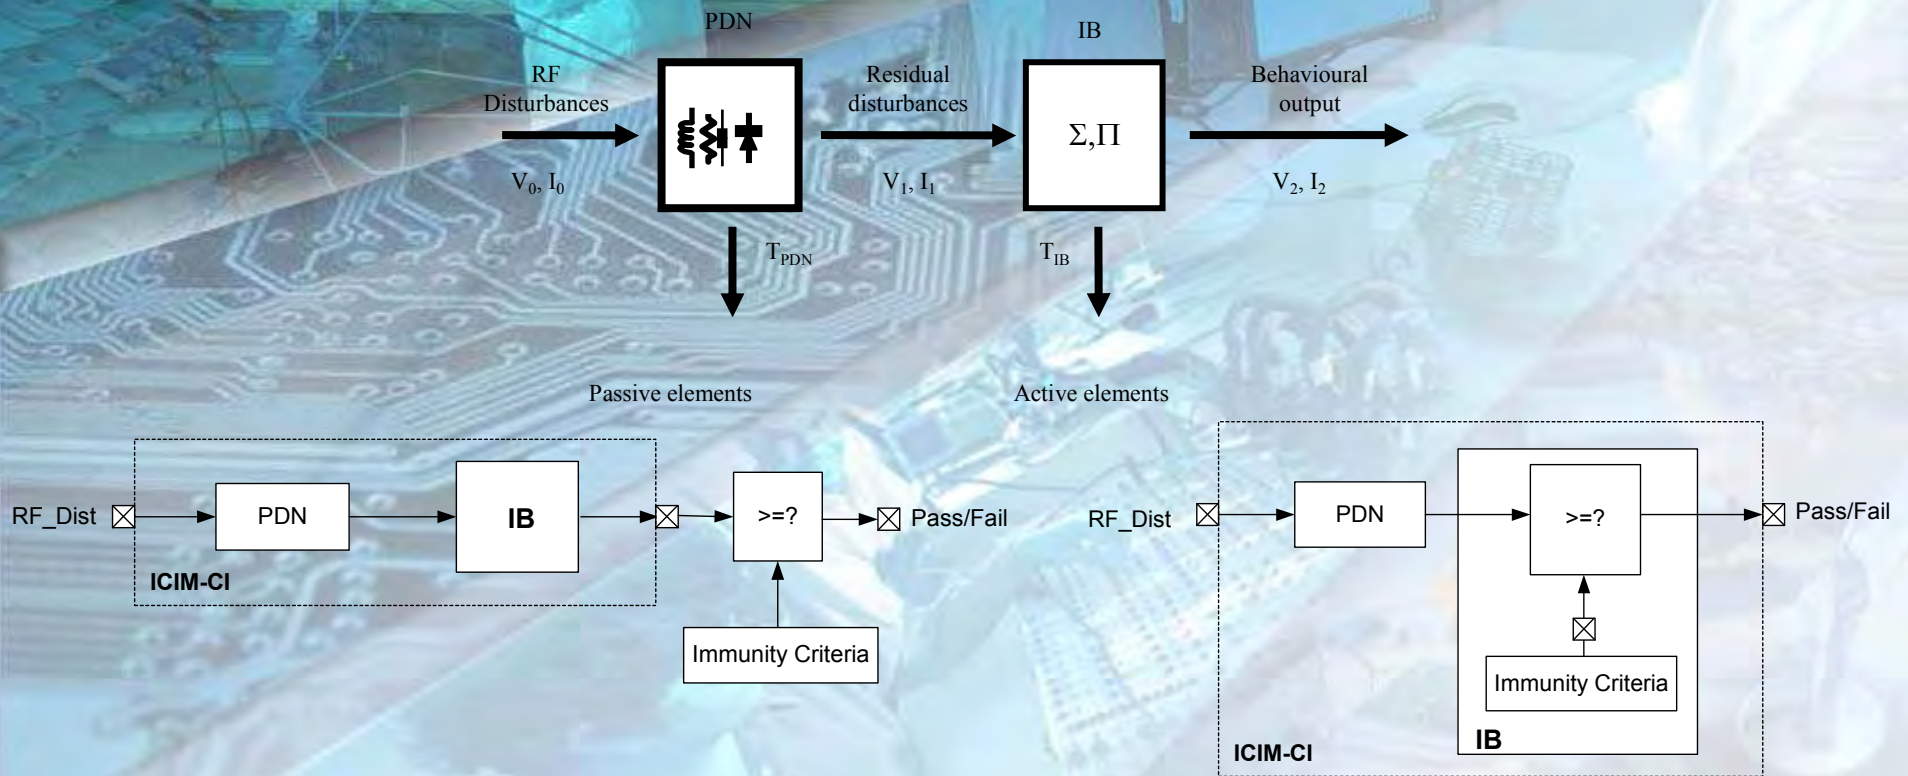 PDN
IB
RF
Disturbances
Residual
disturbances
Behavioural
output
Σ,Π
V0, I0
V1, I1
V2, I2
TPDN
TIB
Passive elements
Active elements
RF_Dist
PDN
IB
>=?
Pass/Fail
ICIM-CI
Immunity Criteria
RF_Dist
PDN
>=?
Pass/Fail
Immunity Criteria
IB
ICIM-CI